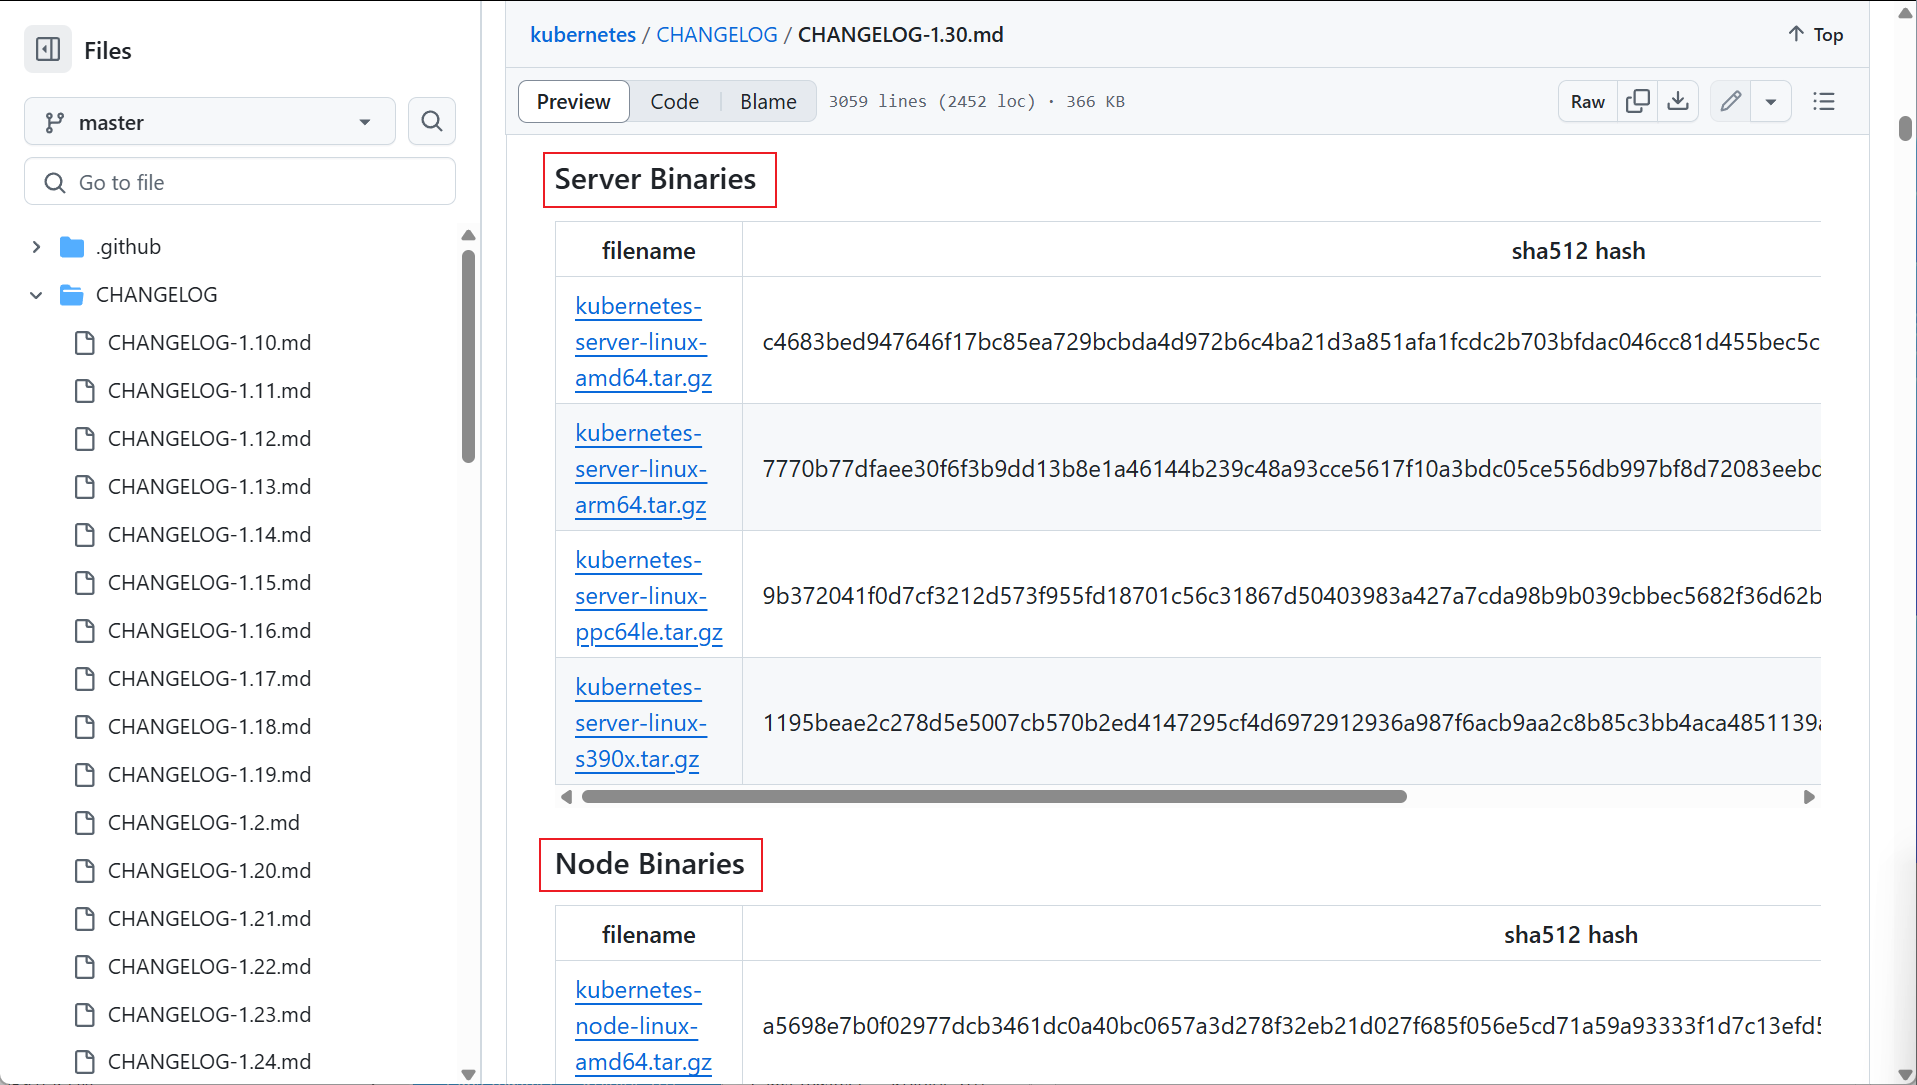 Files
master
Go to file
.github
CHANGELOG
CHANGELOG-1.10.md
CHANGELOG-1.11.md
CHANGELOG-1.12.md
CHANGELOG-1.13.md
CHANGELOG-1.14.md
CHANGELOG-1.15.md
CHANGELOG-1.16.md
CHANGELOG-1.17.md
CHANGELOG-1.18.md
CHANGELOG-1.19.md
CHANGELOG-1.2.md
CHANGELOG-1.20.md
CHANGELOG-1.21.md
CHANGELOG-1.22.md
CHANGELOG-1.23.md
CHANGELOG-1.24.md
kubernetes / CHANGELOG / CHANGELOG-1.30.md
Top
Preview Code Blame 3059 lines (2452 loc) · 366 KB
Raw
Server Binaries
filename sha512 hash
kubernetes-
server-linux-
amd64.tar.gz
c4683bed947646f17bc85ea729bcbda4d972b6c4ba21d3a851afa1fcdc2b703bfdac046cc81d455bec5c
kubernetes-
server-linux-
arm64.tar.gz
7770b77dfaee30f6f3b9dd13b8e1a46144b239c48a93cce5617f10a3bdc05ce556db997bf8d72083eebc
kubernetes-
server-linux-
ppc64le.tar.gz
9b372041f0d7cf3212d573f955fd18701c56c31867d50403983a427a7cda98b9b039cbbec5682f36d62b
kubernetes-
server-linux-
s390x.tar.gz
1195beae2c278d5e5007cb570b2ed4147295cf4d6972912936a987f6acb9aa2c8b85c3bb4aca4851139a
Node Binaries
filename sha512 hash
kubernetes-
node-linux-
amd64.tar.gz
a5698e7b0f02977dcb3461dc0a40bc0657a3d278f32eb21d027f685f056e5cd71a59a93333f1d7c13efd5